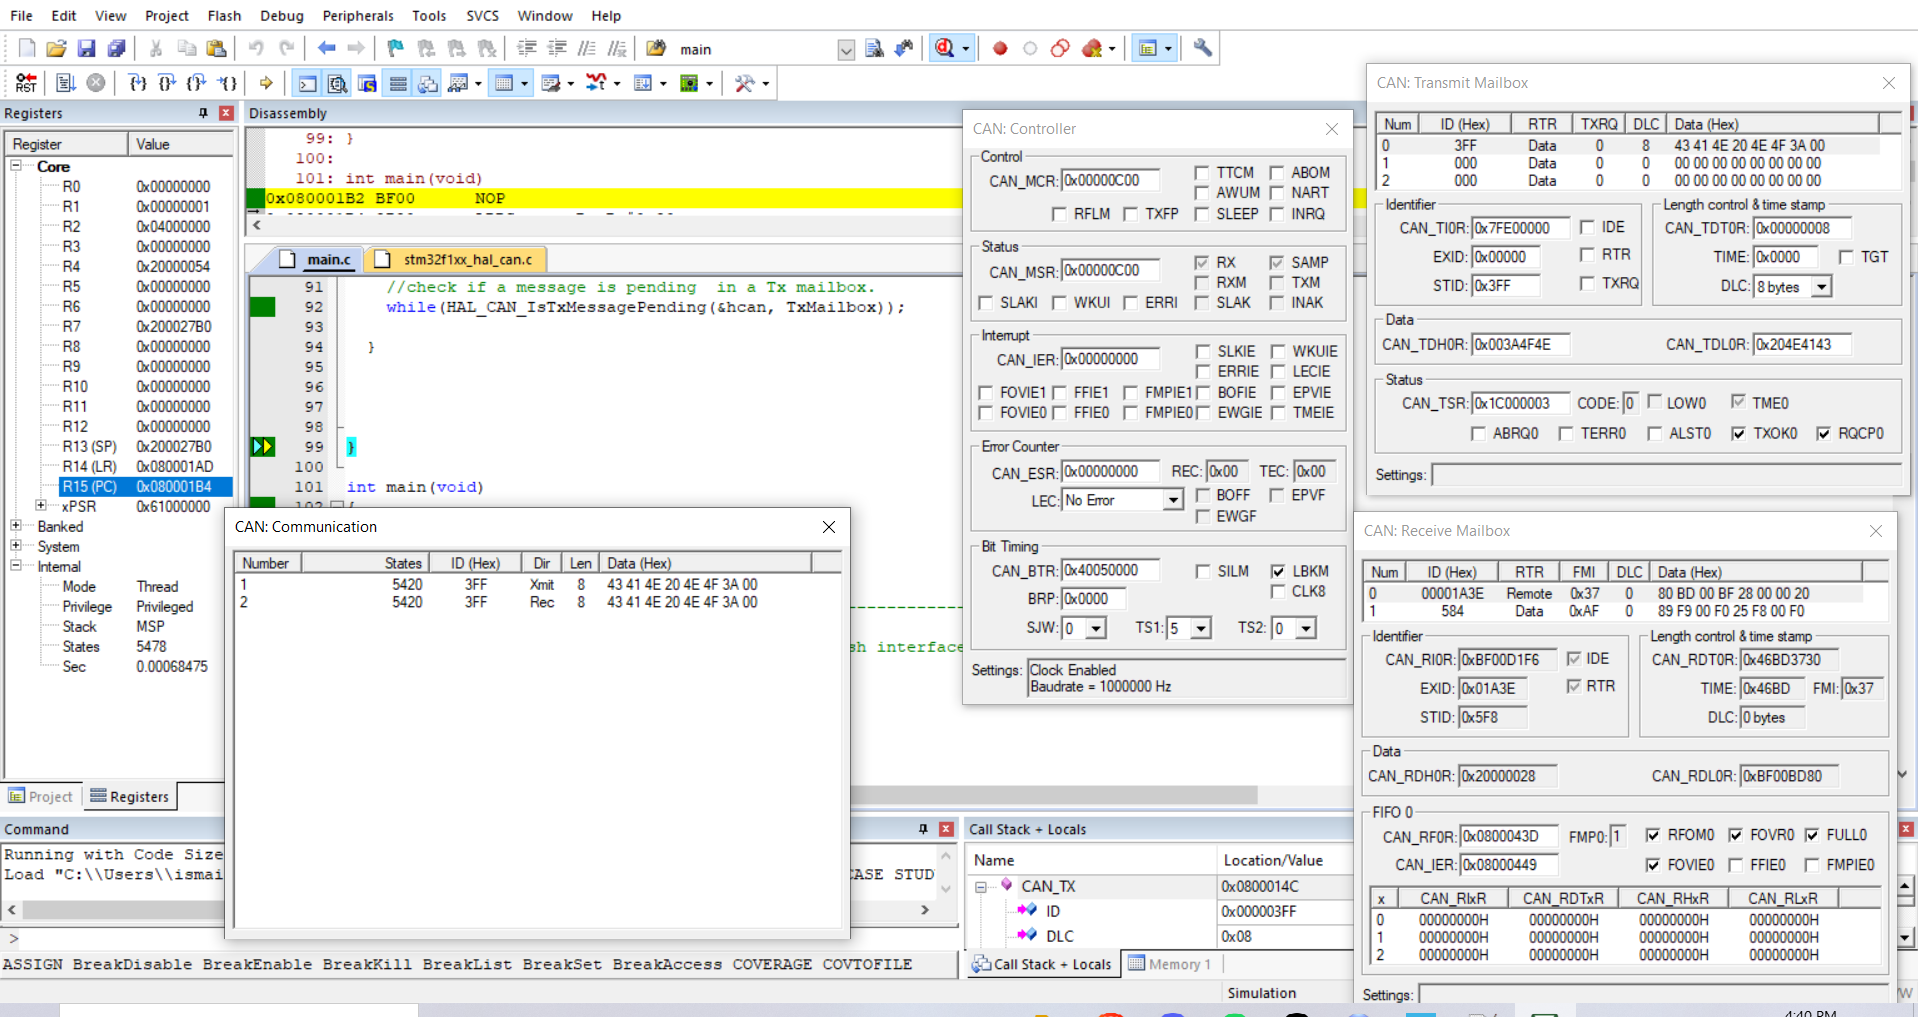 File Edit View Project Flash Debug Peripherals Tools SVCS Window Help
main
RST
Registers
Register Value
Core
R0 0x00000000
R1 0x00000001
R2 0x04000000
R3 0x00000000
R4 0x20000054
R5 0x00000000
R6 0x00000000
R7 0x200027B0
R8 0x00000000
R9 0x00000000
R10 0x00000000
R11 0x00000000
R12 0x00000000
R13 (SP) 0x200027B0
R14 (LR) 0x080001AD
R15 (PC) 0x080001B4
xPSR 0x61000000
Banked
System
Internal
Mode Thread
Privilege Privileged
Stack MSP
States 5478
Sec 0.00068475
Project Registers
Disassembly
99: }
100:
101: int main(void)
0x080001B2 BF00 NOP
main.c stm32f1xx_hal_can.c
91 //check if a message is pending in a Tx mailbox.
92 while(HAL_CAN_IsTxMessagePending(&hcan, TxMailbox));
93
94 }
95
96
97
98
99 }
100
101 int main(void)
102 {
sh interface
CAN: Communication
Number States ID (Hex) Dir Len Data (Hex)
1 5420 3FF Xmit 8 43 41 4E 20 4E 4F 3A 00
2 5420 3FF Rec 8 43 41 4E 20 4E 4F 3A 00
CAN: Controller
Control
CAN_MCR: 0x00000C00 TTCM ABOM
AWUM NART
RFLM TXFP SLEEP INRQ
Status
CAN_MSR: 0x00000C00 RX SAMP
RXM TXM
SLAKI WKUI ERRI SLAK INAK
Interrupt
CAN_IER: 0x00000000 SLKIE WKUIE
ERRIE LECIE
FOVIE1 FFIE1 FMPIE1 BOFIE EPVIE
FOVIE0 FFIE0 FMPIE0 EWGIE TMEIE
Error Counter
CAN_ESR: 0x00000000 REC: 0x00 TEC: 0x00
LEC: No Error BOFF EPVF
EWGF
Bit Timing
CAN_BTR: 0x40050000 SILM LBKM
BRP: 0x0000 CLK8
SJW: 0 TS1: 5 TS2: 0
Settings: Clock Enabled
Baudrate = 1000000 Hz
CAN: Transmit Mailbox
Num ID (Hex) RTR TXRQ DLC Data (Hex)
0 3FF Data 0 8 43 41 4E 20 4E 4F 3A 00
1 000 Data 0 0 00 00 00 00 00 00 00 00
2 000 Data 0 0 00 00 00 00 00 00 00 00
Identifier Length control & time stamp
CAN_TI0R: 0x7FE00000 IDE CAN_TDT0R: 0x00000008
EXID: 0x00000 RTR TIME: 0x0000 TGT
STID: 0x3FF TXRQ DLC: 8 bytes
Data
CAN_TDH0R: 0x003A4F4E CAN_TDL0R: 0x204E4143
Status
CAN_TSR: 0x1C000003 CODE: 0 LOW0 TME0
ABRQ0 TERR0 ALST0 TXOK0 RQCP0
Settings:
CAN: Receive Mailbox
Num ID (Hex) RTR FMI DLC Data (Hex)
0 00001A3E Remote 0x37 0 80 BD 00 BF 28 00 00 20
1 584 Data 0xAF 0 89 F9 00 F0 25 F8 00 F0
Identifier Length control & time stamp
CAN_RI0R: 0xBF00D1F6 IDE CAN_RDT0R: 0x46BD3730
EXID: 0x01A3E RTR TIME: 0x46BD FMI: 0x37
STID: 0x5F8 DLC: 0 bytes
Data
CAN_RDH0R: 0x20000028 CAN_RDL0R: 0xBF00BD80
FIFO 0
CAN_RF0R: 0x0800043D FMP0: 1 RFOM0 FOVR0 FULL0
CAN_IER: 0x08000449 FOVIE0 FFIE0 FMPIE0
x CAN_RIxR CAN_RDTxR CAN_RHxR CAN_RLxR
0 00000000H 00000000H 00000000H 00000000H
1 00000000H 00000000H 00000000H 00000000H
2 00000000H 00000000H 00000000H 00000000H
Settings:
Command
Running with Code Size
Load "C:\\Users\\ismai CASE STUD
>
ASSIGN BreakDisable BreakEnable BreakKill BreakList BreakSet BreakAccess COVERAGE COVTOFILE
Call Stack + Locals
Name Location/Value
CAN_TX 0x0800014C
ID 0x000003FF
DLC 0x08
Call Stack + Locals Memory 1
Simulation
4:40 PM